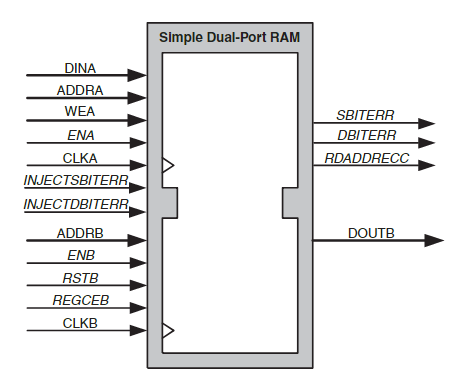 Simple Dual-Port RAM
DINA
ADDRA
WEA
ENA
CLKA
INJECTSBITERR
INJECTDBITERR
ADDRB
ENB
RSTB
REGCEB
CLKB
SBITERR
DBITERR
RDADDRECC
DOUTB